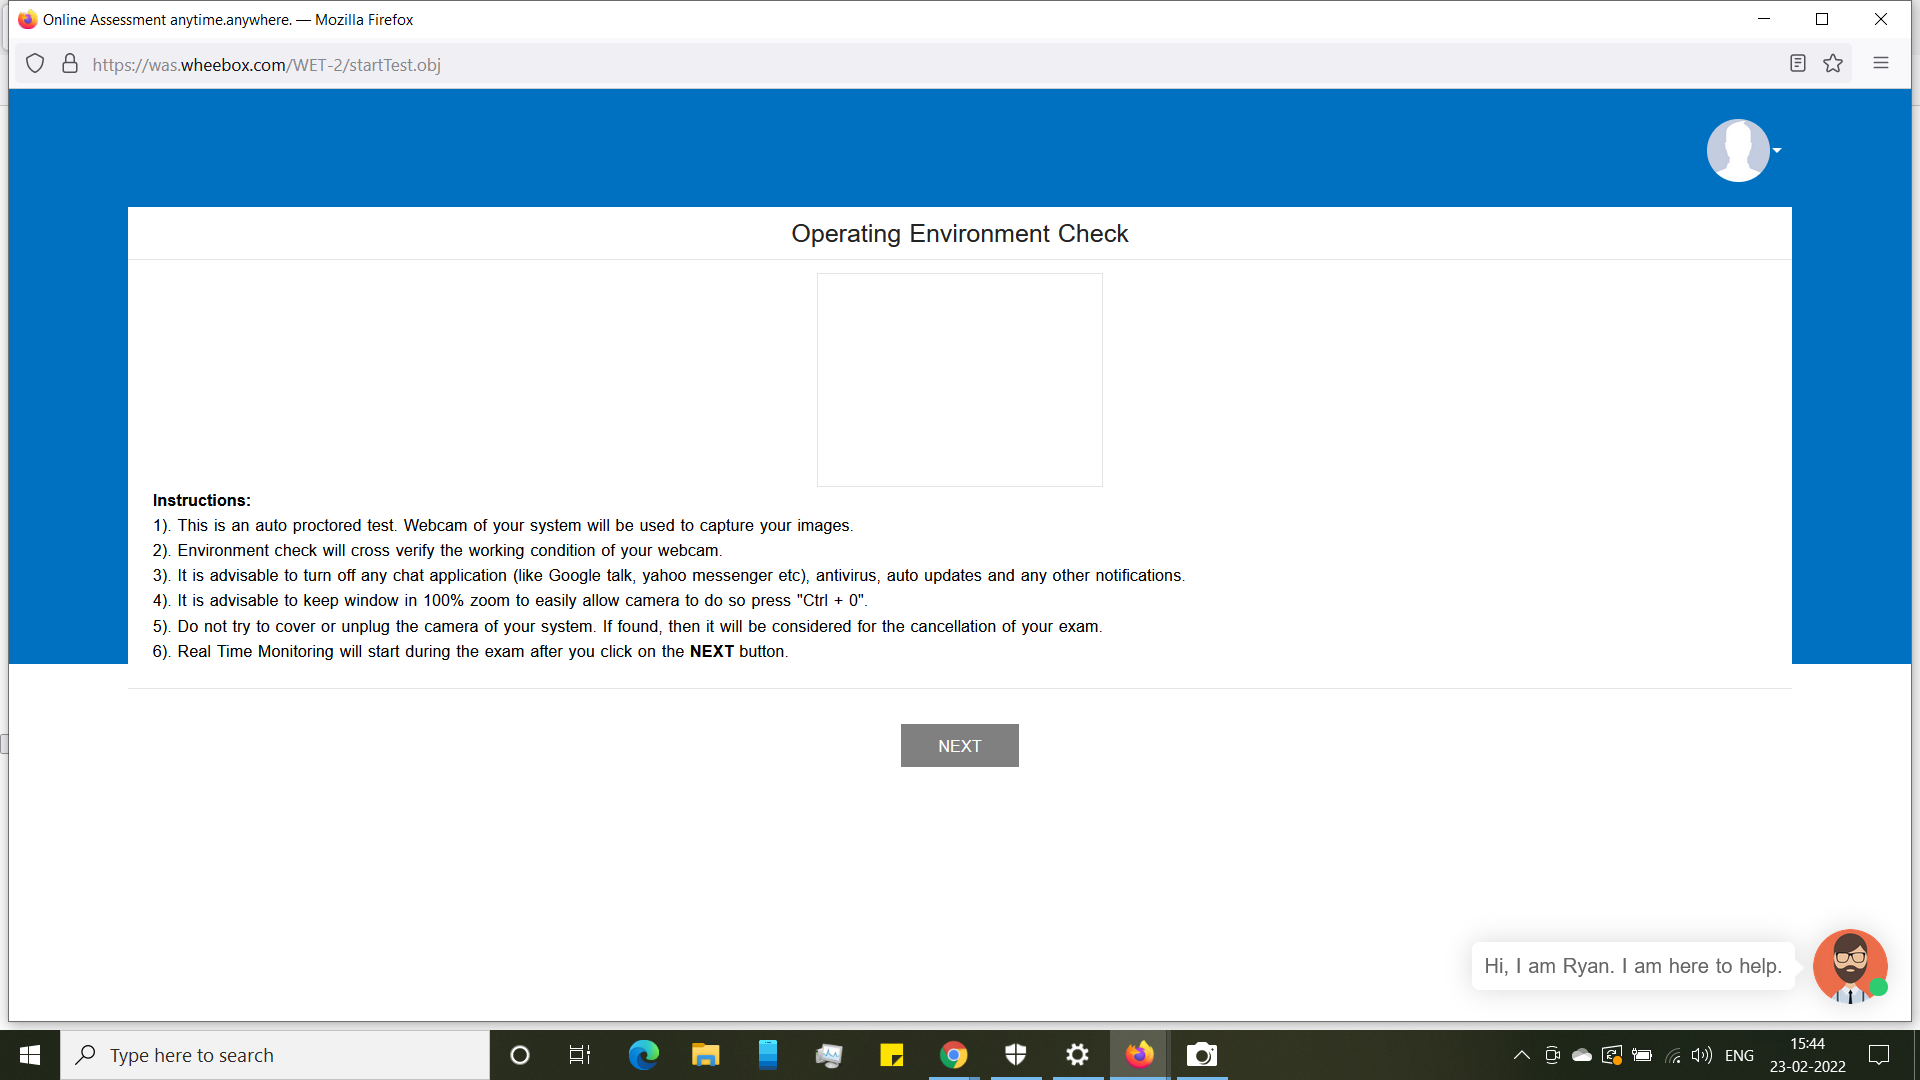 Online Assessment anytime.anywhere. — Mozilla Firefox
https://was.wheebox.com/WET-2/startTest.obj
Operating Environment Check
Instructions:
1). This is an auto proctored test. Webcam of your system will be used to capture your images.
2). Environment check will cross verify the working condition of your webcam.
3). It is advisable to turn off any chat application (like Google talk, yahoo messenger etc), antivirus, auto updates and any other notifications.
4). It is advisable to keep window in 100% zoom to easily allow camera to do so press "Ctrl + 0".
5). Do not try to cover or unplug the camera of your system. If found, then it will be considered for the cancellation of your exam.
6). Real Time Monitoring will start during the exam after you click on the NEXT button.
NEXT
Hi, I am Ryan. I am here to help.
Type here to search
ENG
15:44
23-02-2022